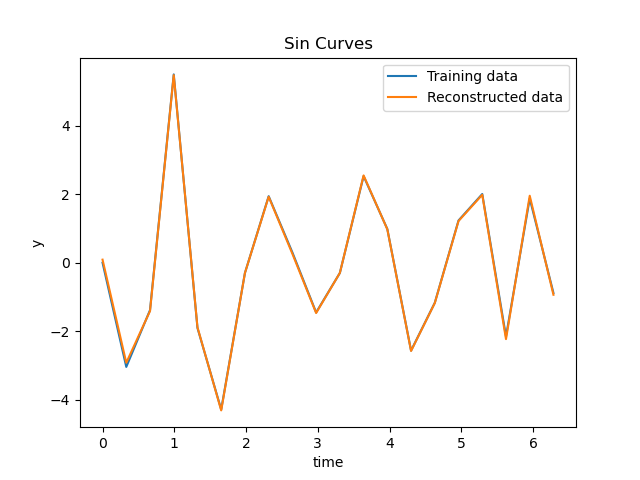 Sin Curves
Training data
Reconstructed data
4
2
0
−2
−4
y
0 1 2 3 4 5 6
time